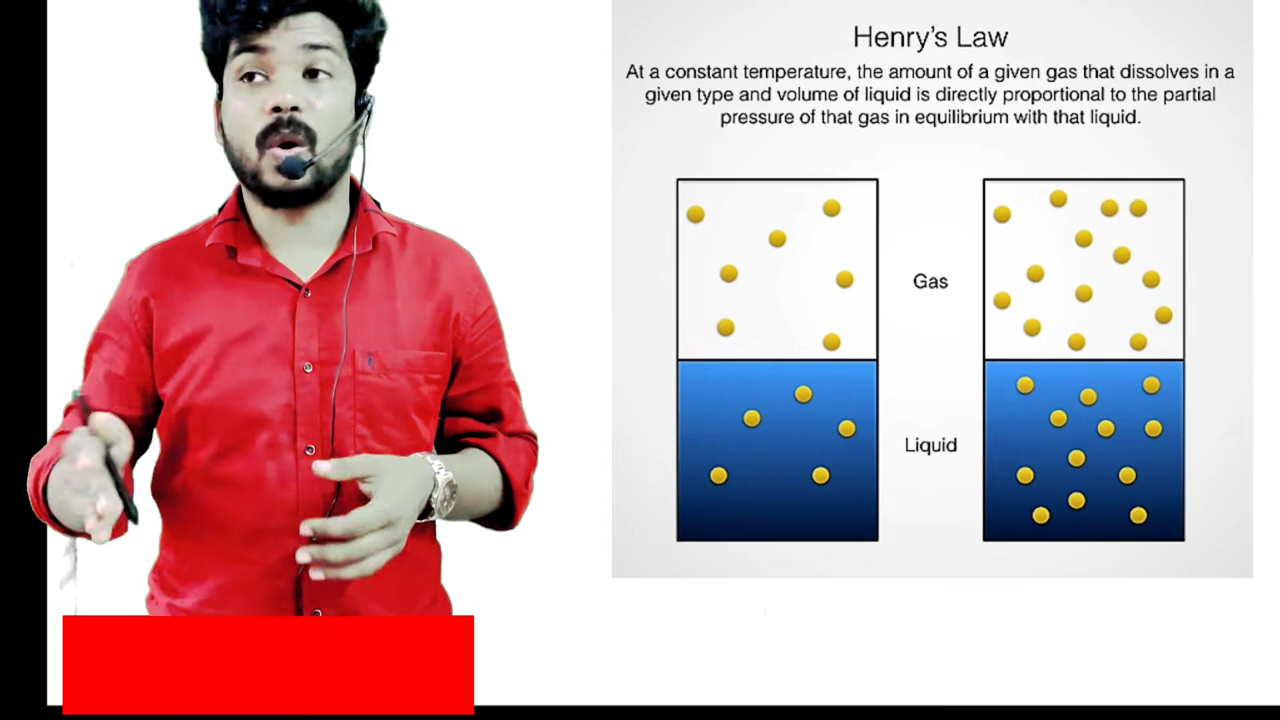 Henry's Law
At a constant temperature, the amount of a given gas that dissolves in a
given type and volume of liquid is directly proportional to the partial
pressure of that gas in equilibrium with that liquid.
Gas
Liquid